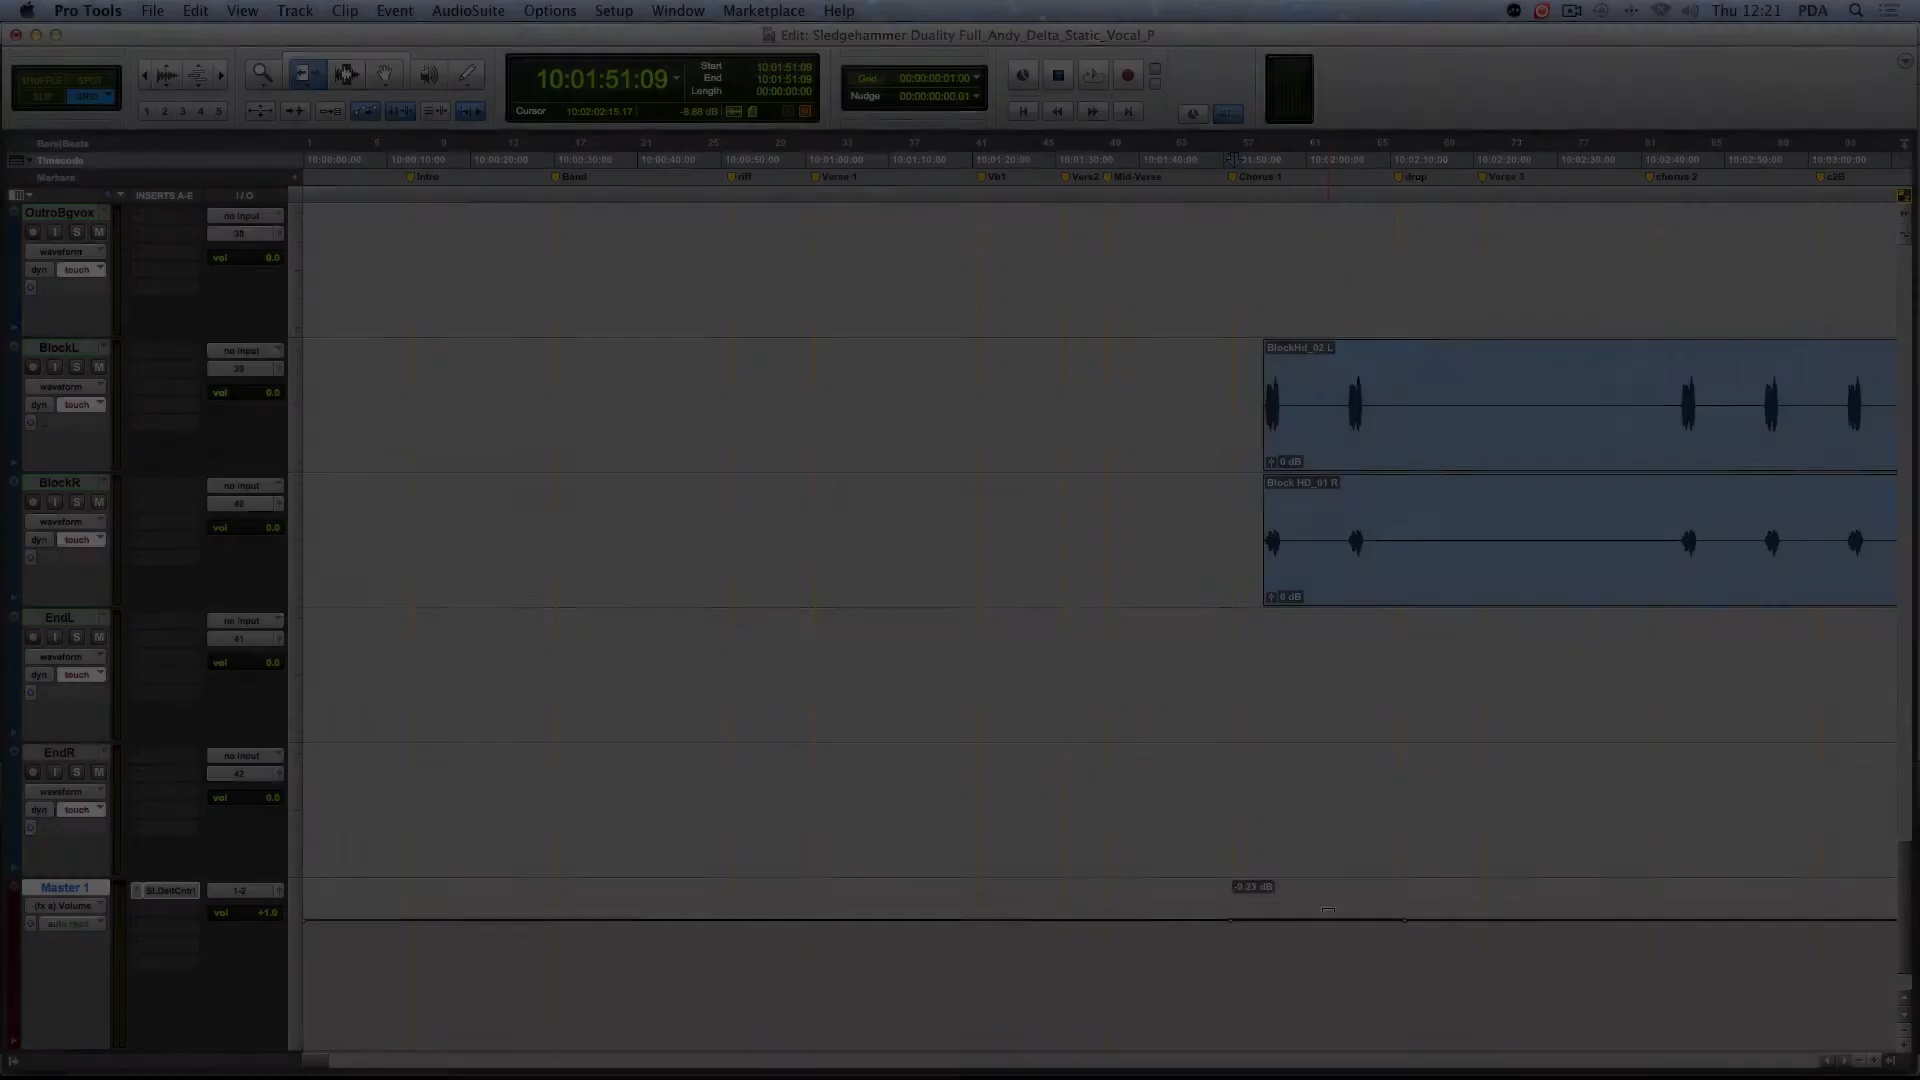 Pro Tools File Edit View Track Clip Event AudioSuite Options Setup Window Marketplace Help Thu 12:21 PDA
Edit: Sledgehammer Duality Full_Andy_Delta_Static_Vocal_P
SHUFFLE SPOT
SLIP GRID
1 2 3 4 5
10:01:51:09
Start 10:01:51:09
End 10:01:51:09
Length 00:00:00:00
Cursor 10:02:02:15.17 -8.88 dB
Grid 00:00:00:01.00
Nudge 00:00:00:00.01
Bars|Beats 1 5 9 13 17 21 25 29 33 37 41 45 49 53 57 61 65 69 73 77 81 85 89 93
Timecode 10:00:00:00 10:00:10:00 10:00:20:00 10:00:30:00 10:00:40:00 10:00:50:00 10:01:00:00 10:01:10:00 10:01:20:00 10:01:30:00 10:01:40:00 01:50:00 10:02:00:00 10:02:10:00 10:02:20:00 10:02:30:00 10:02:40:00 10:02:50:00 10:03:00:00
Markers Intro Band riff Verse 1 Vb1 Vers2 Mid-Verse Chorus 1 drop Verse 3 chorus 2 c2B
INSERTS A-E I / O
OutroBgvox no input
I S M 38
waveform vol 0.0
dyn touch
BlockL no input BlockHd_02 L
I S M 39
waveform vol 0.0
dyn touch
0 dB
BlockR no input Block HD_01 R
I S M 40
waveform vol 0.0
dyn touch
0 dB
EndL no input
I S M 41
waveform vol 0.0
dyn touch
EndR no input
I S M 42
waveform vol 0.0
dyn touch
Master 1 SLDeltCntrl 1-2 -9.23 dB
(fx a) Volume vol +1.0
auto read